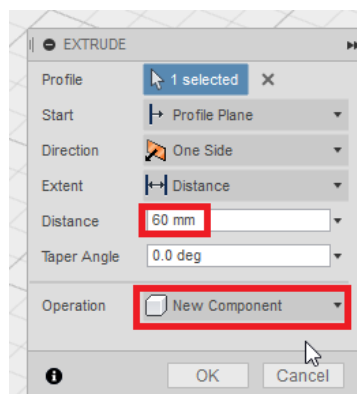 EXTRUDE
Profile 1 selected
Start Profile Plane
Direction One Side
Extent Distance
Distance 60 mm
Taper Angle 0.0 deg
Operation New Component
OK Cancel